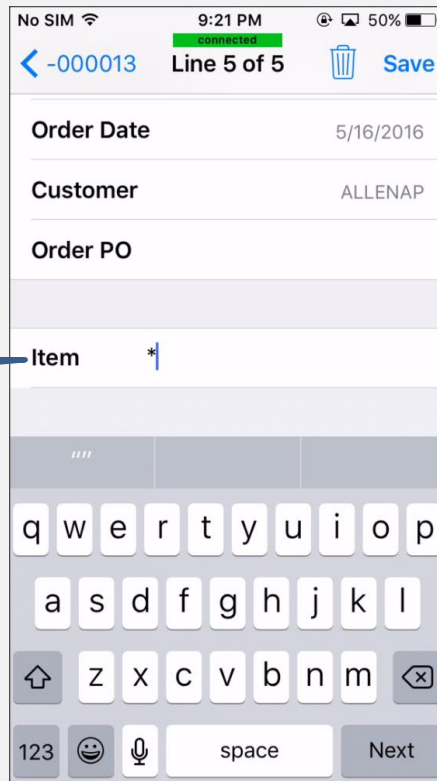 No SIM 9:21 PM 50%
connected
-000013 Line 5 of 5 Save
Order Date 5/16/2016
Customer ALLENAP
Order PO
Item *
""
q w e r t y u i o p
a s d f g h j k l
z x c v b n m
123 space Next